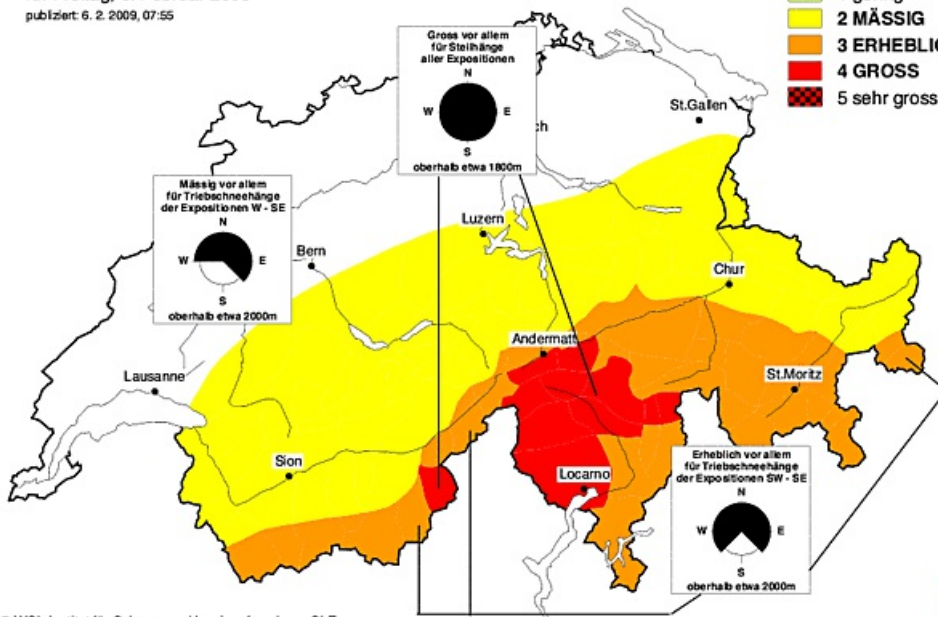 publiziert: 6. 2. 2009, 07:55
2 MÄSSIG
3 ERHEBLIC
4 GROSS
5 sehr gross
Gross vor allem
für Steilhänge
aller Expositionen
N
W E
S
oberhalb etwa 1800m
ch
St.Gallen
Mässig vor allem
für Triebschneehänge
der Expositionen W - SE
N
W E
S
oberhalb etwa 2000m
Luzern
Bern
Chur
Andermatt
Lausanne
St.Moritz
Sion
Locarno
Erheblich vor allem
für Triebschneehänge
der Expositionen SW - SE
N
W E
S
oberhalb etwa 2000m